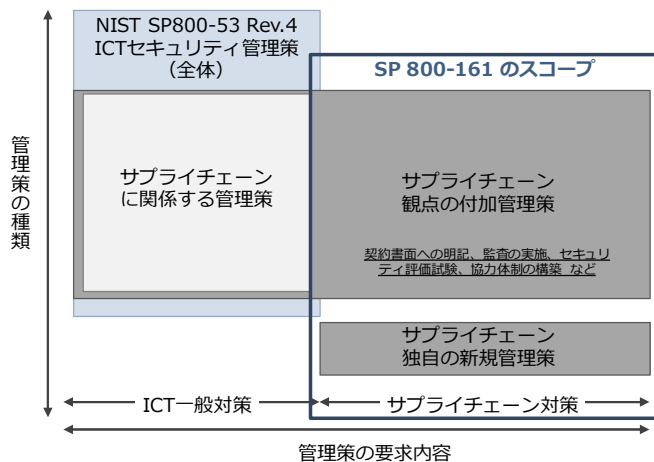 NIST SP800-53 Rev.4
ICTセキュリティ管理策
（全体）
SP 800-161 のスコープ
管理策の種類
サプライチェーン
に関係する管理策
サプライチェーン
観点の付加管理策
契約書面への明記、監査の実施、セキュリ
ティ評価試験、協力体制の構築 など
サプライチェーン
独自の新規管理策
ICT一般対策
サプライチェーン対策
管理策の要求内容